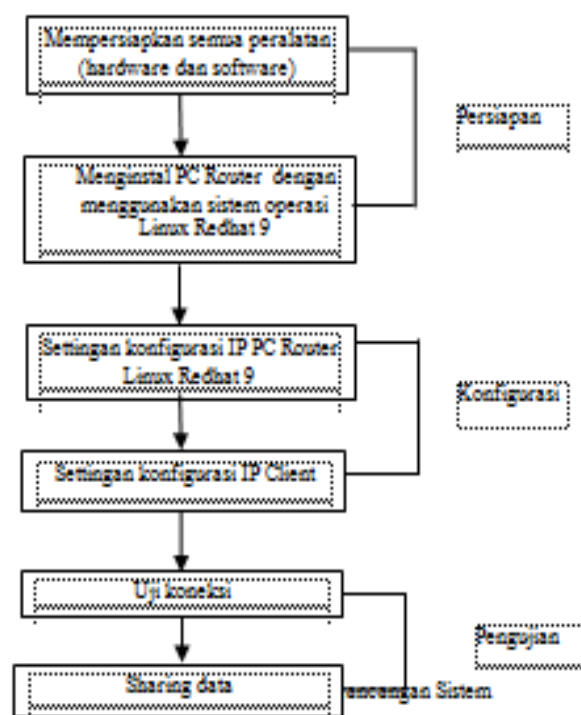 Mempersiapkan semua peralatan
(hardware dan software)
Persiapan
Menginstal PC Router dengan
menggunakan sistem operasi
Linux Redhat 9
Settingan konfigurasi IP PC Router
Linux Redhat 9
Konfigurasi
Settingan konfigurasi IP Client
Uji koneksi
Pengujian
Sharing data
Sistem